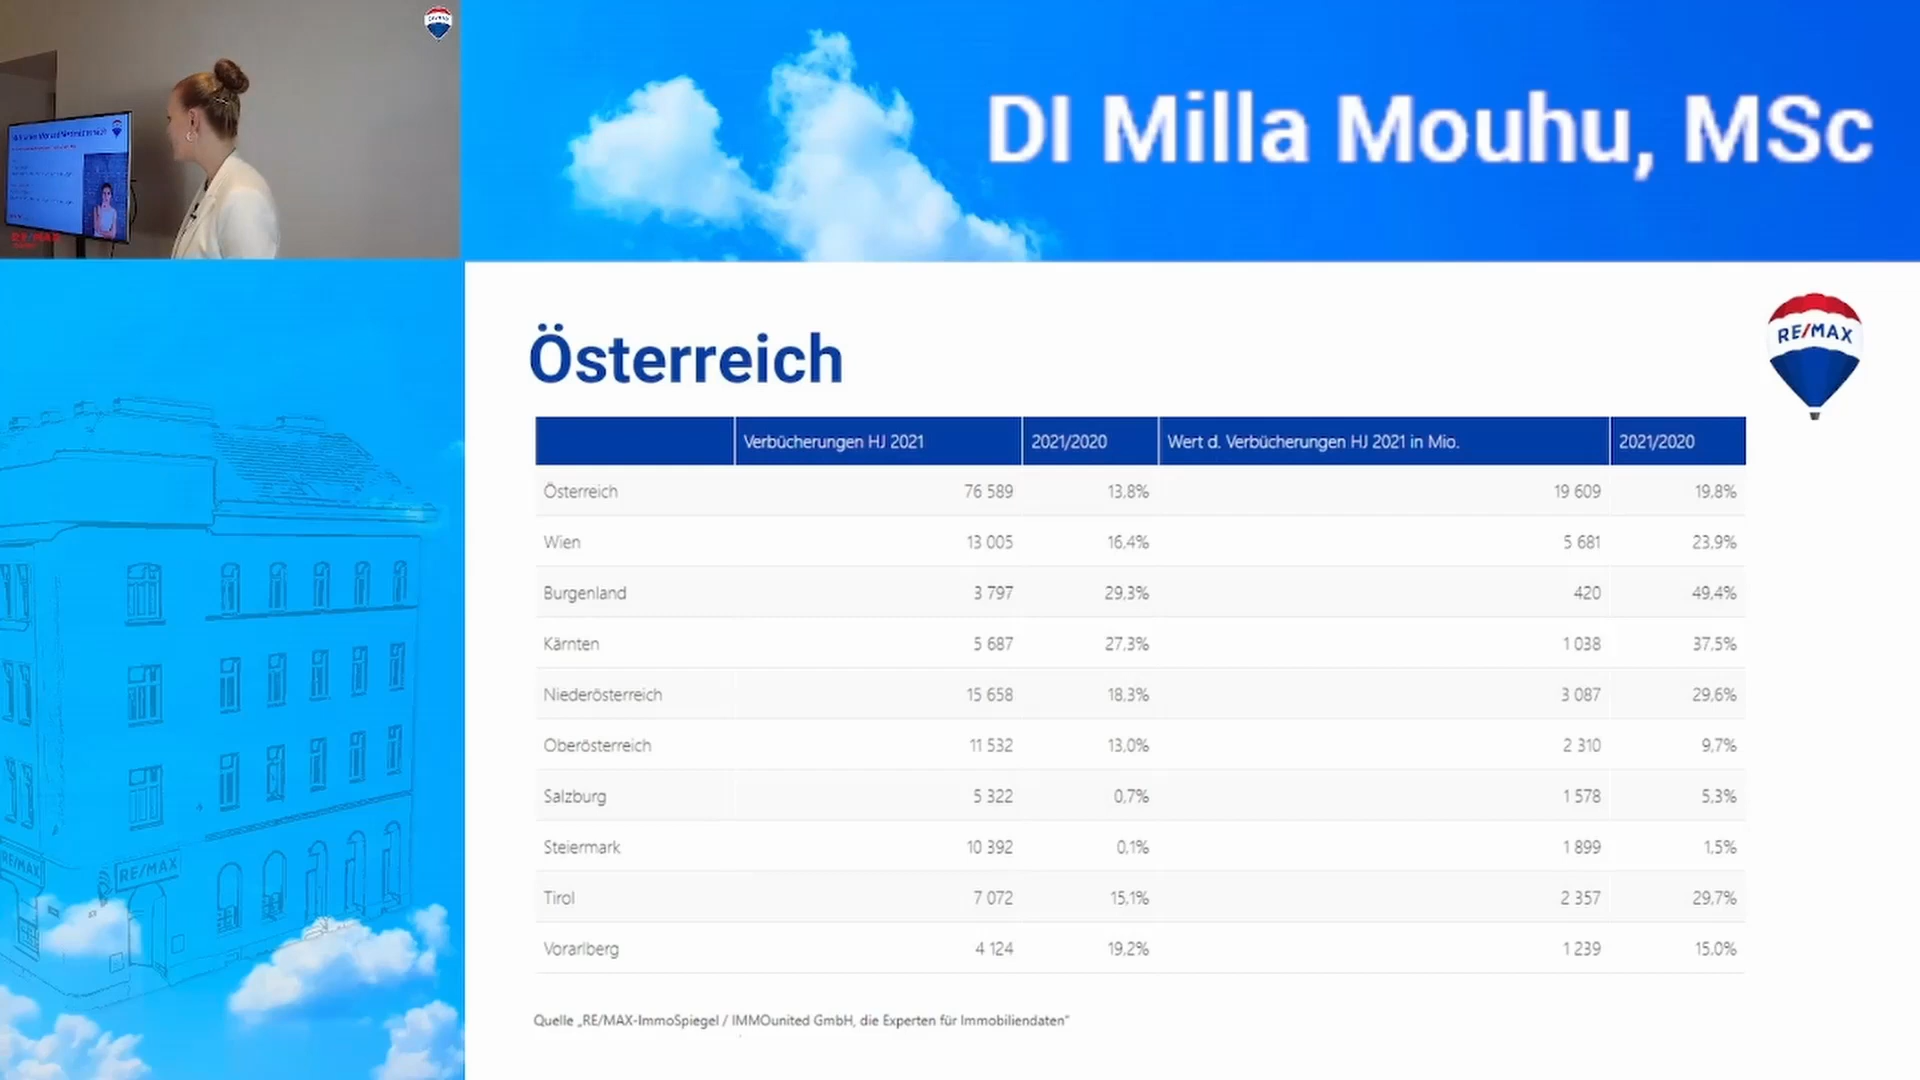 DI Milla Mouhu, MSc
Österreich
RE/MAX
Verbücherungen HJ 2021 2021/2020 Wert d. Verbücherungen HJ 2021 in Mio. 2021/2020
Österreich 76 589 13,8% 19 609 19,8%
Wien 13 005 16,4% 5 681 23,9%
Burgenland 3 797 29,3% 420 49,4%
Kärnten 5 687 27,3% 1 038 37,5%
Niederösterreich 15 658 18,3% 3 087 29,6%
Oberösterreich 11 532 13,0% 2 310 9,7%
Salzburg 5 322 0,7% 1 578 5,3%
Steiermark 10 392 0,1% 1 899 1,5%
Tirol 7 072 15,1% 2 357 29,7%
Vorarlberg 4 124 19,2% 1 239 15,0%
Quelle „RE/MAX-ImmoSpiegel / IMMOunited GmbH, die Experten für Immobiliendaten“
RE/MAX
RE/MAX